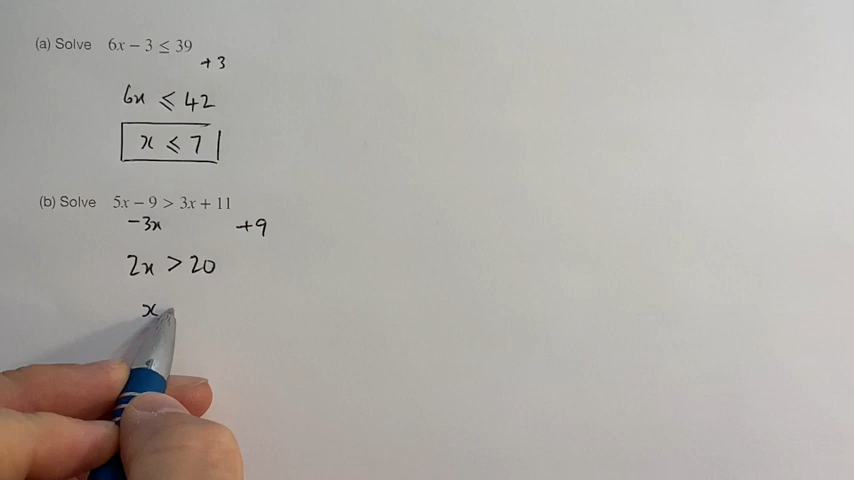 (a) Solve 6x − 3 ≤ 39
+3
6x ⩽ 42
x ⩽ 7
(b) Solve 5x − 9 > 3x + 11
−3x +9
2x > 20
x